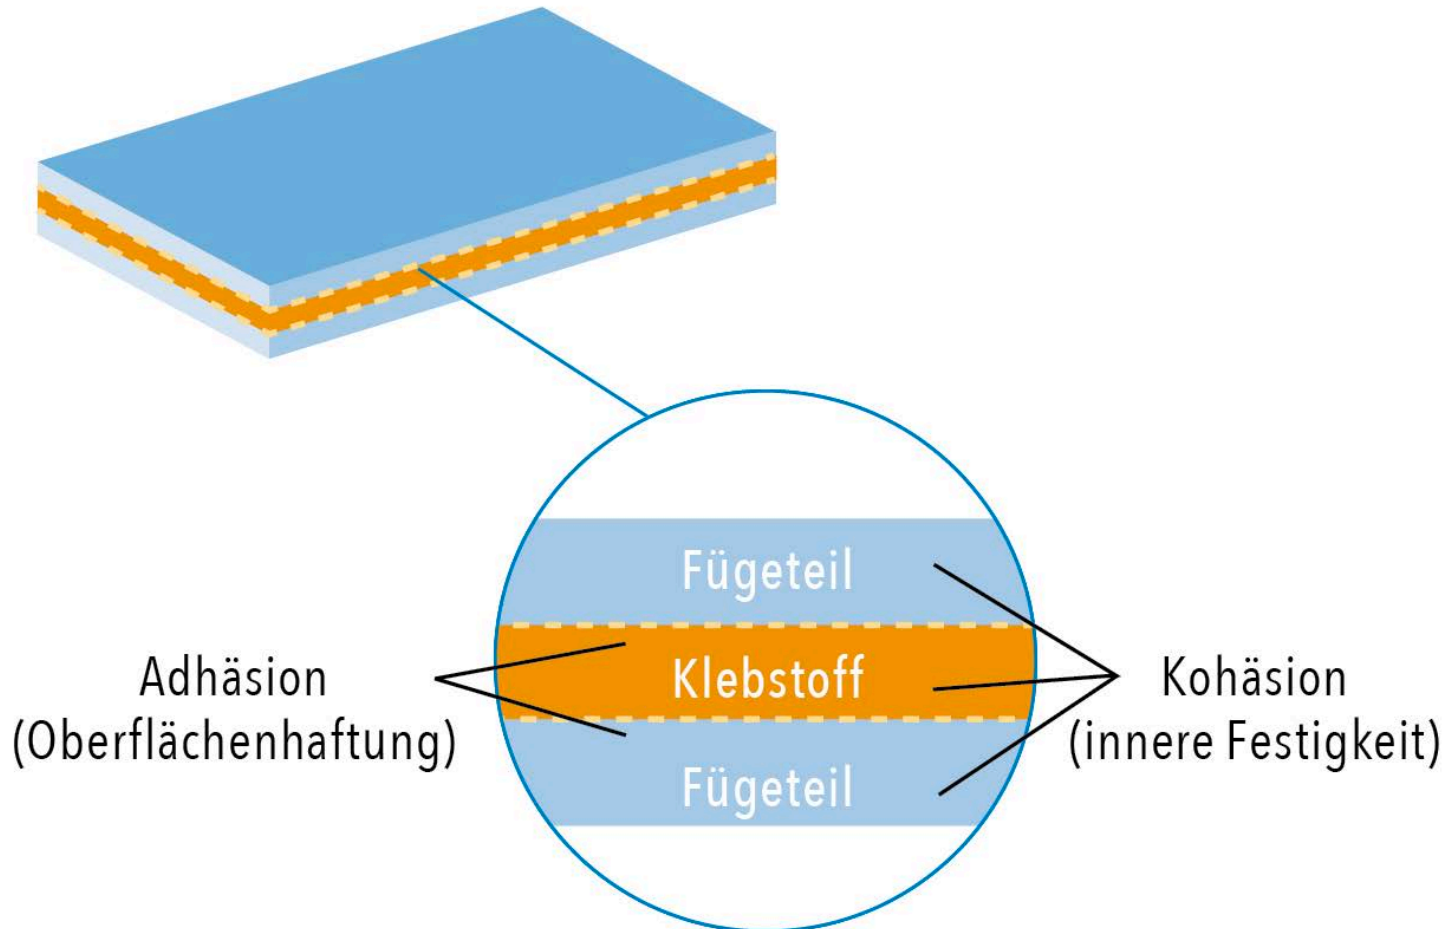 Fügeteil
Klebstoff
Fügeteil
Adhäsion
(Oberflächenhaftung)
Kohäsion
(innere Festigkeit)